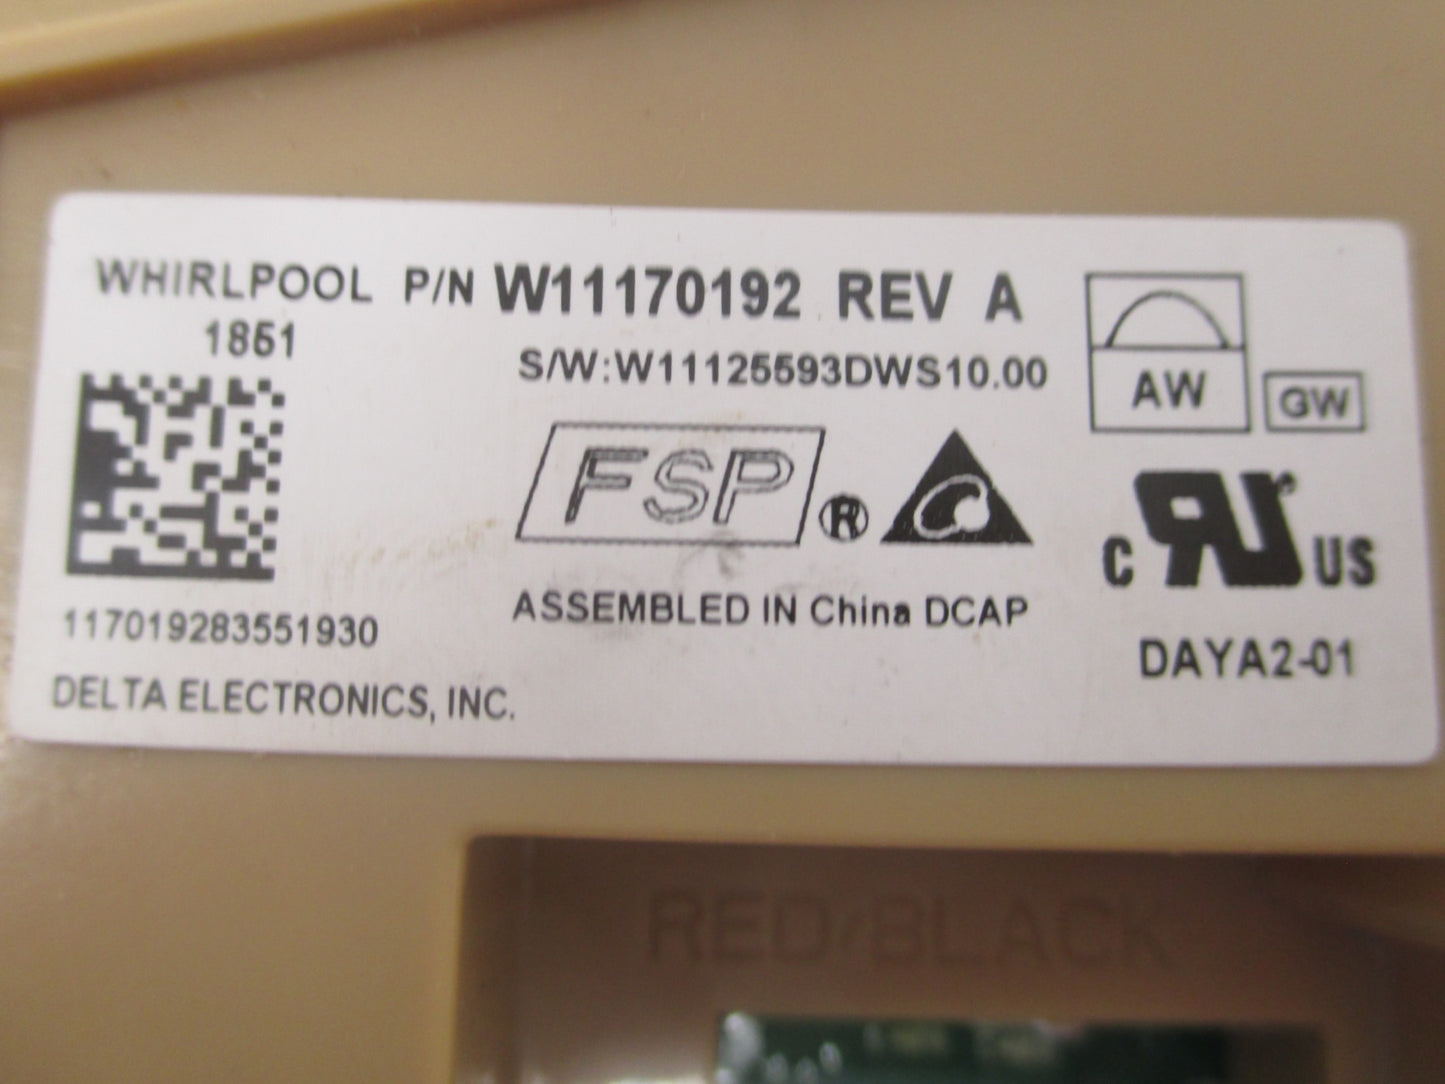 WHIRLPOOL P/N W11170192 REV A
1851
S/W:W11125593DWS10.00
AW
GW
FSP ®
C UR US
117019283551930
ASSEMBLED IN China DCAP
DAYA2-01
DELTA ELECTRONICS, INC.
RED/BLACK